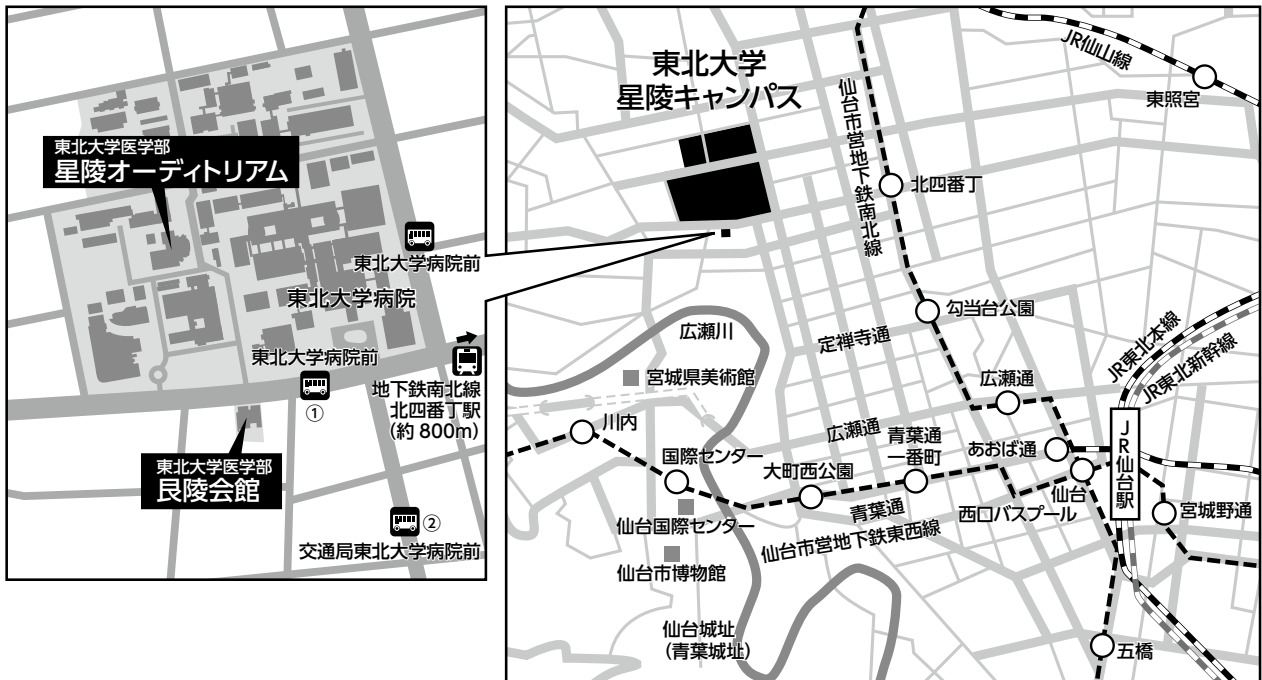 東北大学医学部
星陵オーディトリアム
東北大学病院前
東北大学病院
東北大学病院前
①
地下鉄南北線
北四番丁駅
(約 800m)
東北大学医学部
艮陵会館
②
交通局東北大学病院前
東北大学
星陵キャンパス
仙台市営地下鉄南北線
JR仙山線
東照宮
北四番丁
勾当台公園
定禅寺通
広瀬川
宮城県美術館
JR東北本線
JR東北新幹線
広瀬通
川内
広瀬通
青葉通
一番町
あおば通
JR仙台駅
国際センター
大町西公園
仙台
青葉通
西口バスプール
宮城野通
仙台国際センター
仙台市営地下鉄東西線
仙台市博物館
仙台城址
(青葉城址)
五橋